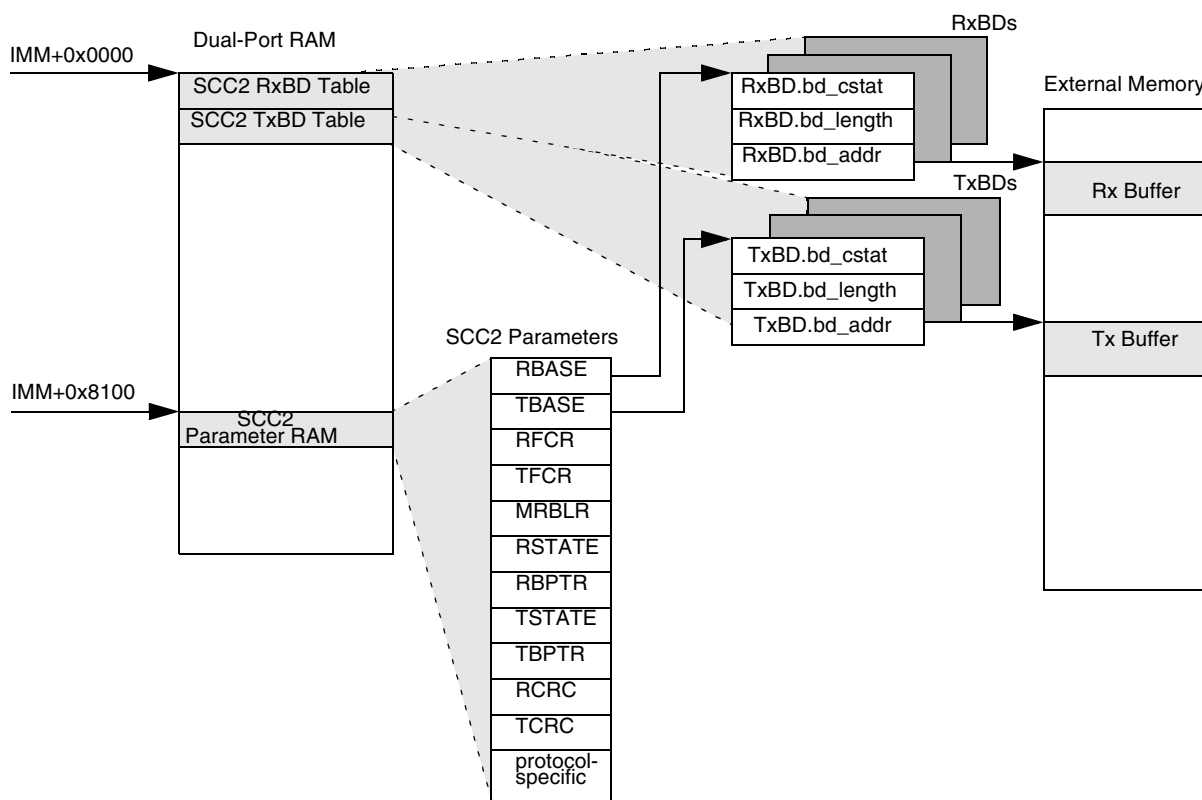 RxBDs
Dual-Port RAM
IMM+0x0000
SCC2 RxBD Table
SCC2 TxBD Table
RxBD.bd_cstat
RxBD.bd_length
RxBD.bd_addr
External Memory
Rx Buffer
TxBDs
TxBD.bd_cstat
TxBD.bd_length
TxBD.bd_addr
Tx Buffer
SCC2 Parameters
IMM+0x8100
SCC2
Parameter RAM
RBASE
TBASE
RFCR
TFCR
MRBLR
RSTATE
RBPTR
TSTATE
TBPTR
RCRC
TCRC
protocol-
specific